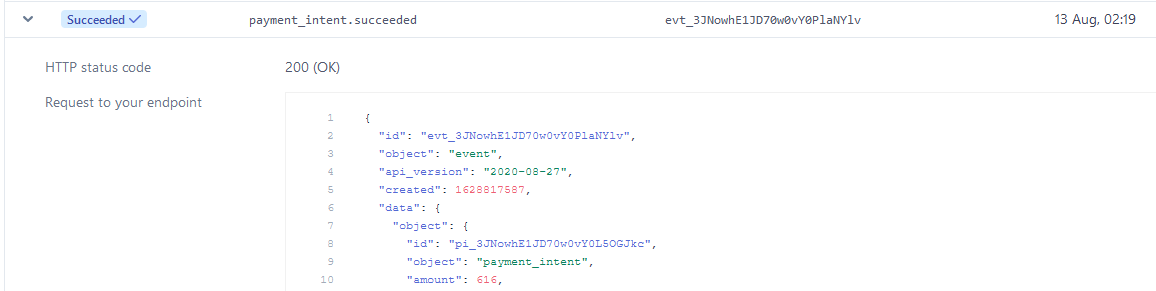 Succeeded ✓ payment_intent.succeeded evt_3JNowhE1JD70w0vY0PlaNYlv 13 Aug, 02:19
HTTP status code 200 (OK)
Request to your endpoint
1 {
2 "id": "evt_3JNowhE1JD70w0vY0PlaNYlv",
3 "object": "event",
4 "api_version": "2020-08-27",
5 "created": 1628817587,
6 "data": {
7 "object": {
8 "id": "pi_3JNowhE1JD70w0vY0L5OGJkc",
9 "object": "payment_intent",
10 "amount": 616,